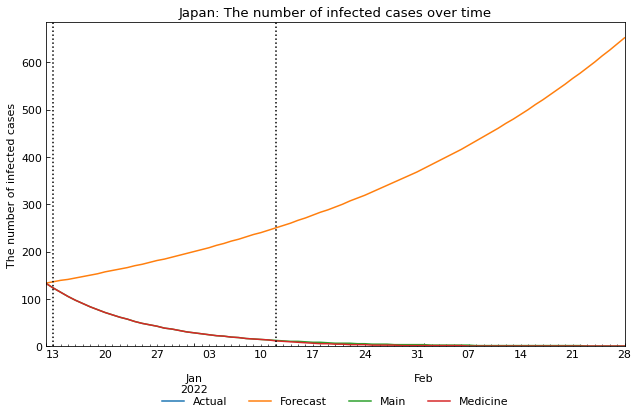 Japan: The number of infected cases over time
The number of infected cases
600
500
400
300
200
100
0
13 20 27 03 10 17 24 31 07 14 21 28
Jan Feb
2022
Actual Forecast Main Medicine